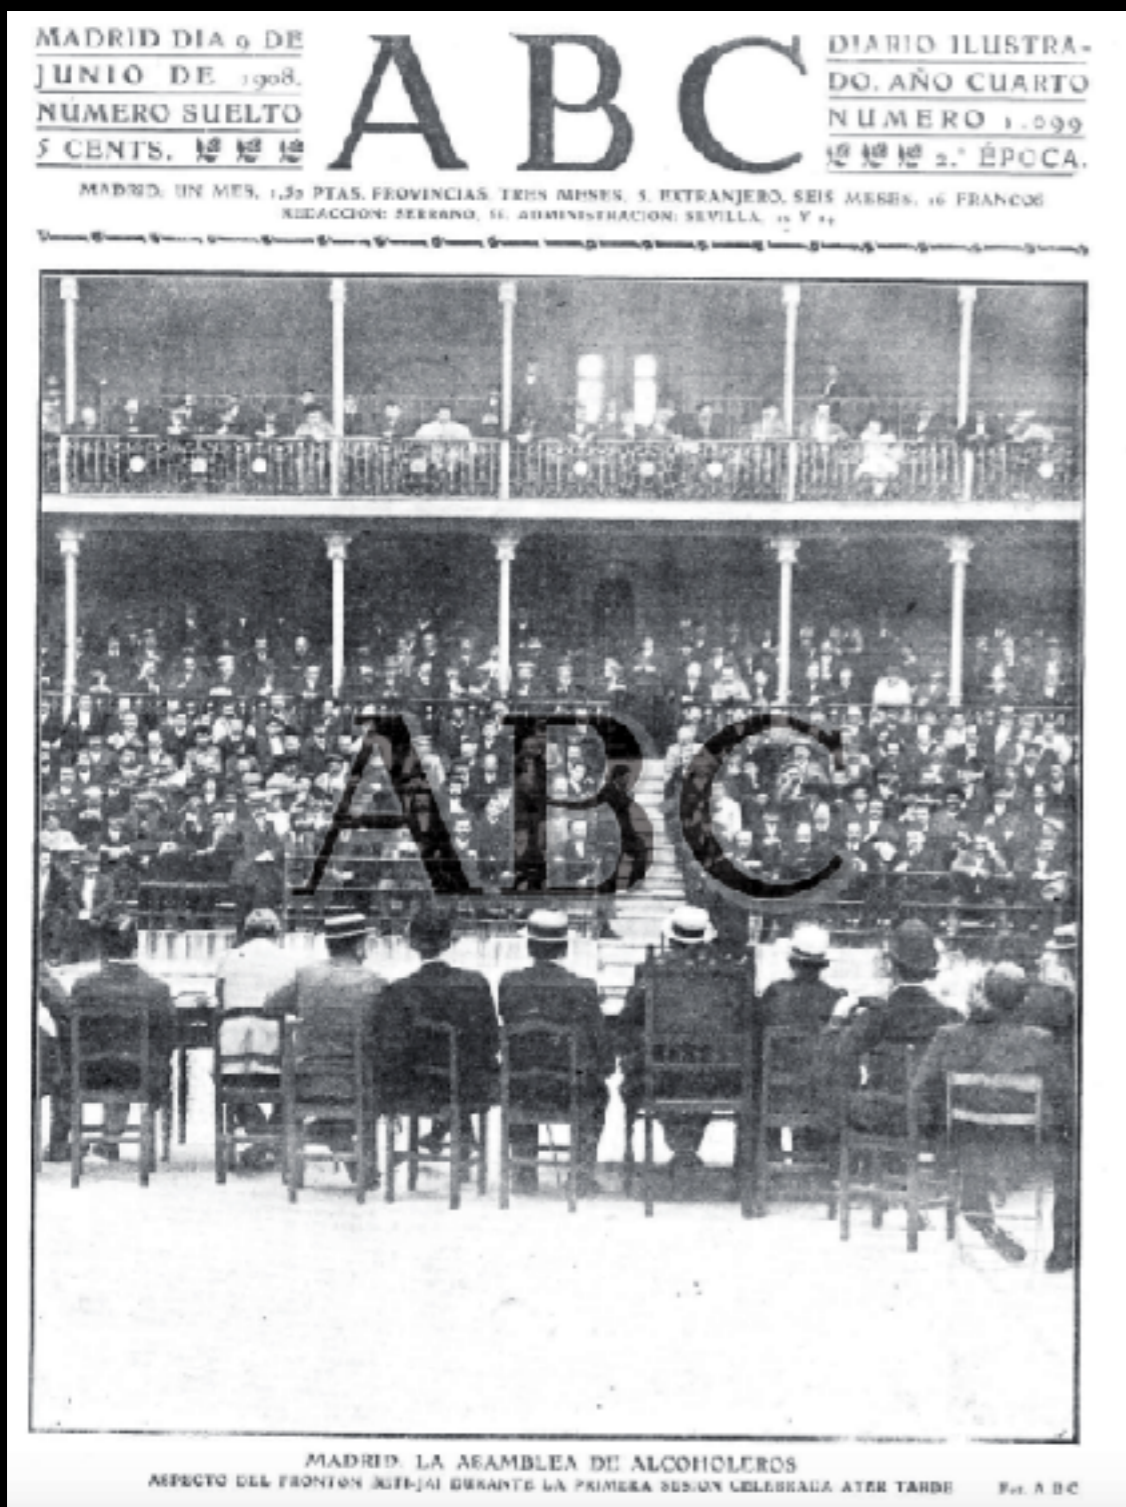 MADRID DIA 9 DE
JUNIO DE 1908.
NÚMERO SUELTO
5 CENTS.
ABC
DIARIO ILUSTRA-
DO. AÑO CUARTO
NUMERO 1.099
2.ª ÉPOCA.
MADRID: UN MES, 1,50 PTAS. PROVINCIAS, TRES MESES, 5. EXTRANJERO, SEIS MESES, 16 FRANCOS
REDACCION: SERRANO, 55. ADMINISTRACION: SEVILLA, 12 Y 14
ABC
MADRID. LA ASAMBLEA DE ALCOHOLEROS
ASPECTO DEL FRONTON JAI DURANTE LA PRIMERA SESION CELEBRADA AYER TARDE
Fot. A B C